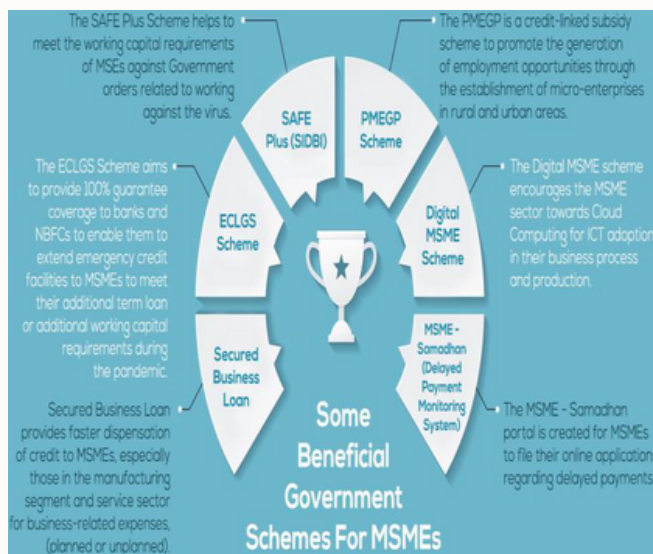 The SAFE Plus Scheme helps to
meet the working capital requirements
of MSEs against Government
orders related to working
against the virus.
The PMEGP is a credit-linked subsidy
scheme to promote the generation
of employment opportunities through
the establishment of micro-enterprises
in rural and urban areas.
SAFE
Plus (SIDBI)
PMEGP
Scheme
The ECLGS Scheme aims
to provide 100% guarantee
coverage to banks and
NBFCs to enable them to
extend emergency credit
facilities to MSMEs to meet
their additional term loan
or additional working capital
requirements during
the pandemic.
ECLGS
Scheme
Digital
MSME
Scheme
The Digital MSME scheme
encourages the MSME
sector towards Cloud
Computing for ICT adoption
in their business process
and production.
Secured
Business
Loan
MSME -
Samadhan
(Delayed
Payment
Monitoring
System)
Secured Business Loan
provides faster dispensation
of credit to MSMEs, especially
those in the manufacturing
segment and service sector
for business-related expenses,
(planned or unplanned).
The MSME - Samadhan
portal is created for MSMEs
to file their online application
regarding delayed payments
Some
Beneficial
Government
Schemes For MSMEs